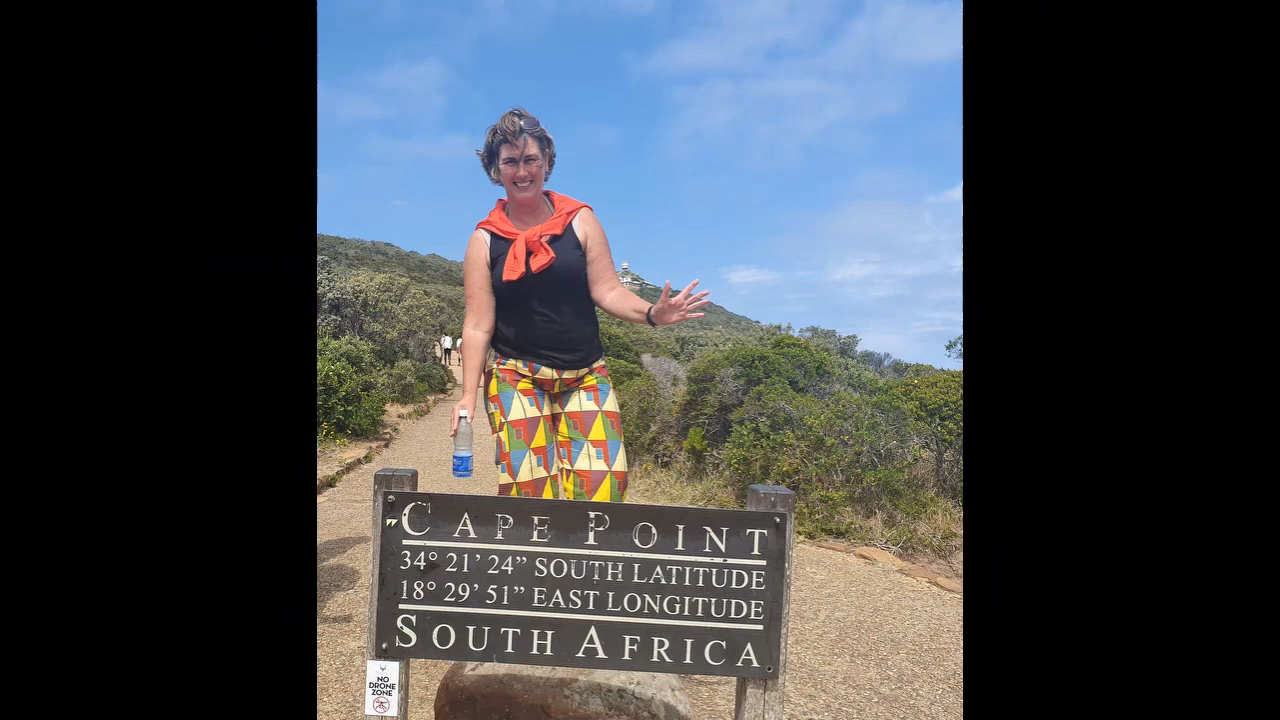 CAPE POINT
34° 21' 24" SOUTH LATITUDE
18° 29' 51" EAST LONGITUDE
SOUTH AFRICA
NO
DRONE
ZONE